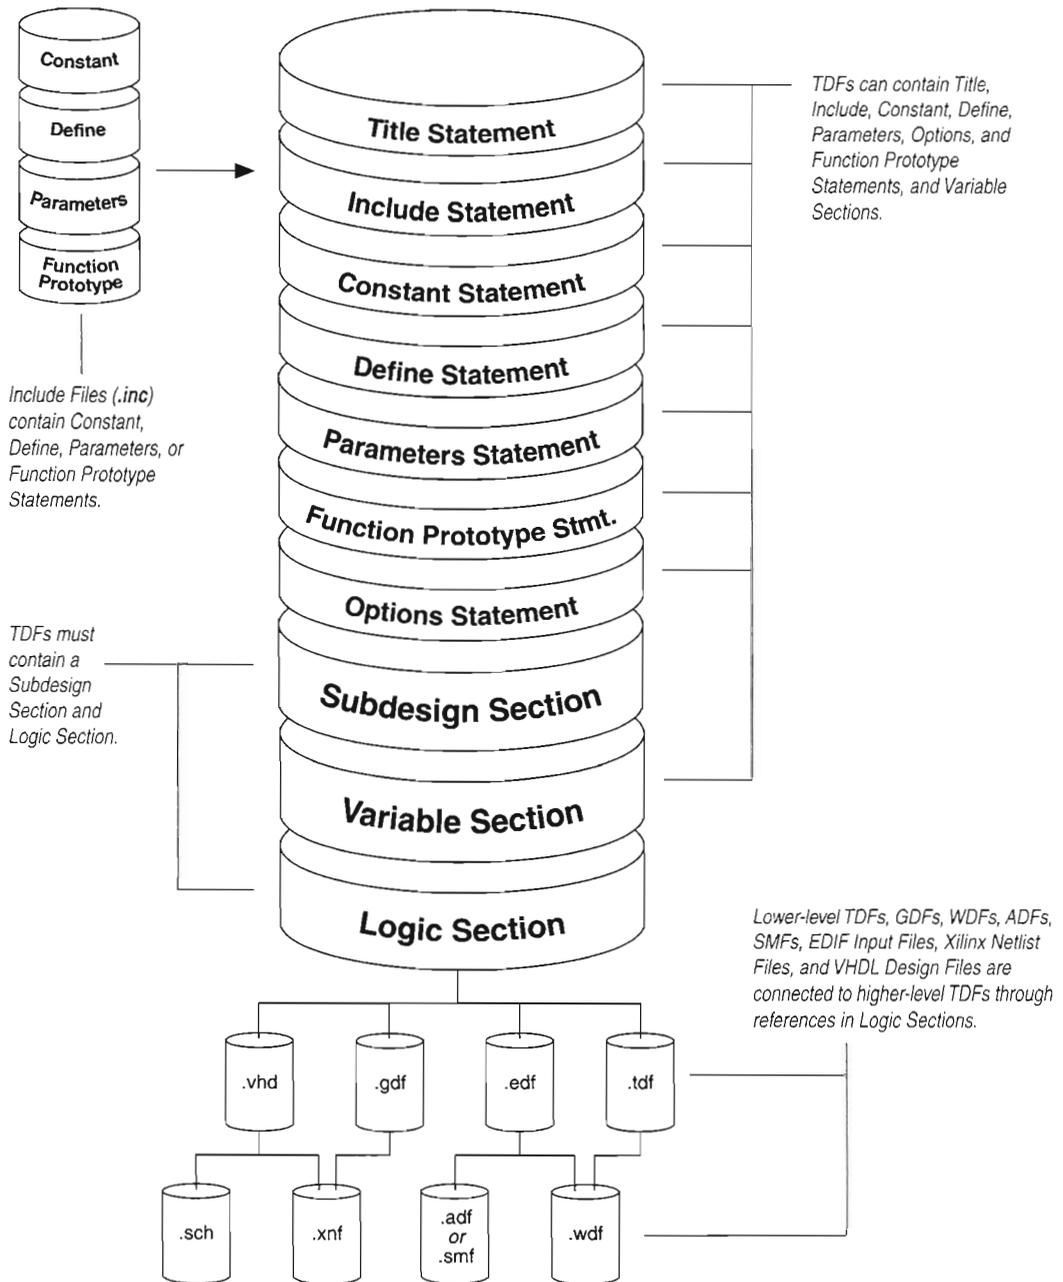 Constant
Define
Parameters
Function
Prototype
Include Files (.inc)
contain Constant,
Define, Parameters, or
Function Prototype
Statements.
Title Statement
Include Statement
Constant Statement
Define Statement
Parameters Statement
Function Prototype Stmt.
Options Statement
Subdesign Section
Variable Section
Logic Section
TDFs can contain Title,
Include, Constant, Define,
Parameters, Options, and
Function Prototype
Statements, and Variable
Sections.
TDFs must
contain a
Subdesign
Section and
Logic Section.
Lower-level TDFs, GDFs, WDFs, ADFs,
SMFs, EDIF Input Files, Xilinx Netlist
Files, and VHDL Design Files are
connected to higher-level TDFs through
references in Logic Sections.
.vhd
.gdf
.edf
.tdf
.sch
.xnf
.adf
or
.smf
.wdf